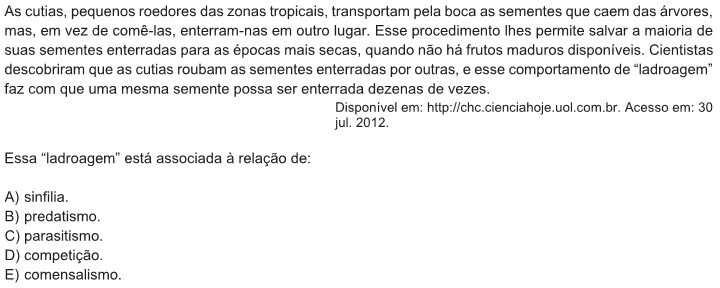 As cutias, pequenos roedores das zonas tropicais, transportam pela boca as sementes que caem das árvores,
mas, em vez de comê-las, enterram-nas em outro lugar. Esse procedimento lhes permite salvar a maioria de
suas sementes enterradas para as épocas mais secas, quando não há frutos maduros disponíveis. Cientistas
descobriram que as cutias roubam as sementes enterradas por outras, e esse comportamento de “ladroagem”
faz com que uma mesma semente possa ser enterrada dezenas de vezes.
Disponível em: http://chc.cienciahoje.uol.com.br. Acesso em: 30
jul. 2012.
Essa “ladroagem” está associada à relação de:
A) sinfilia.
B) predatismo.
C) parasitismo.
D) competição.
E) comensalismo.